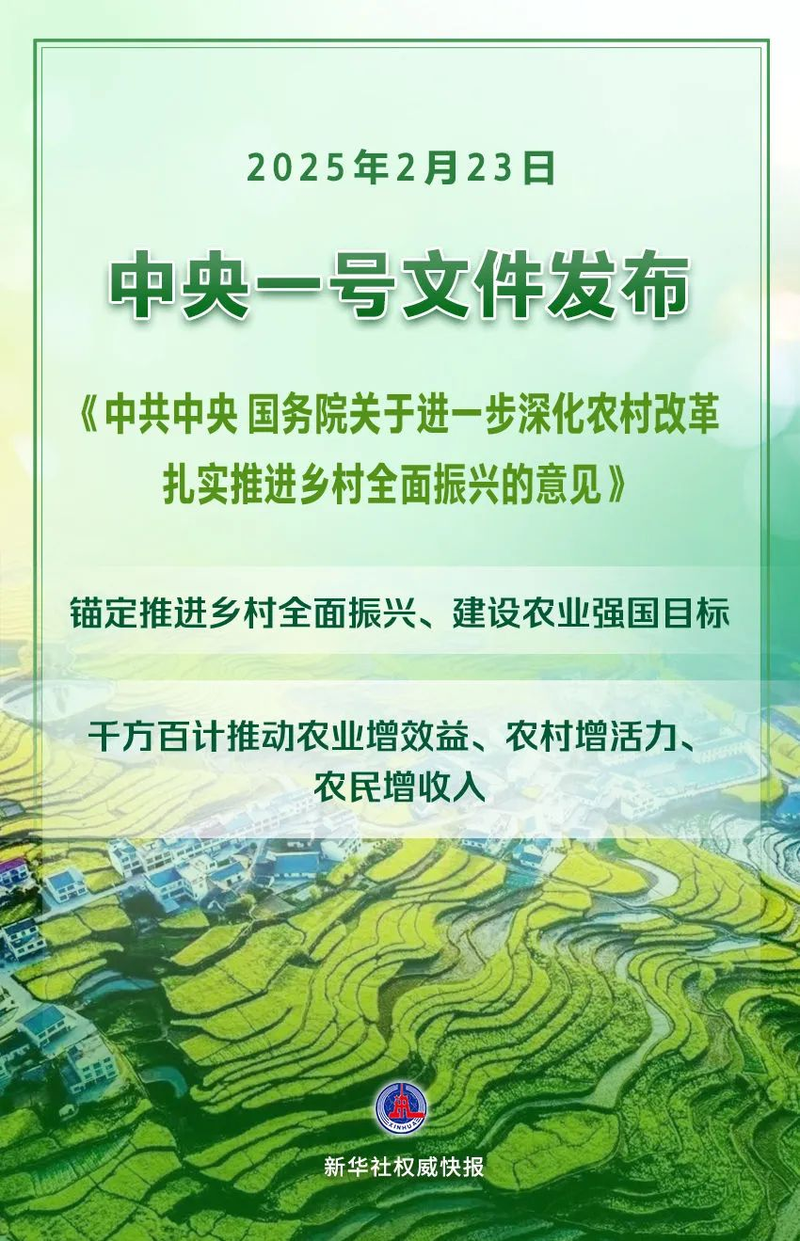 2025年2月23日
中央一号文件发布
《中共中央 国务院关于进一步深化农村改革
扎实推进乡村全面振兴的意见》
锚定推进乡村全面振兴、建设农业强国目标
千方百计推动农业增效益、农村增活力、
农民增收入
XINHUA
新华社权威快报